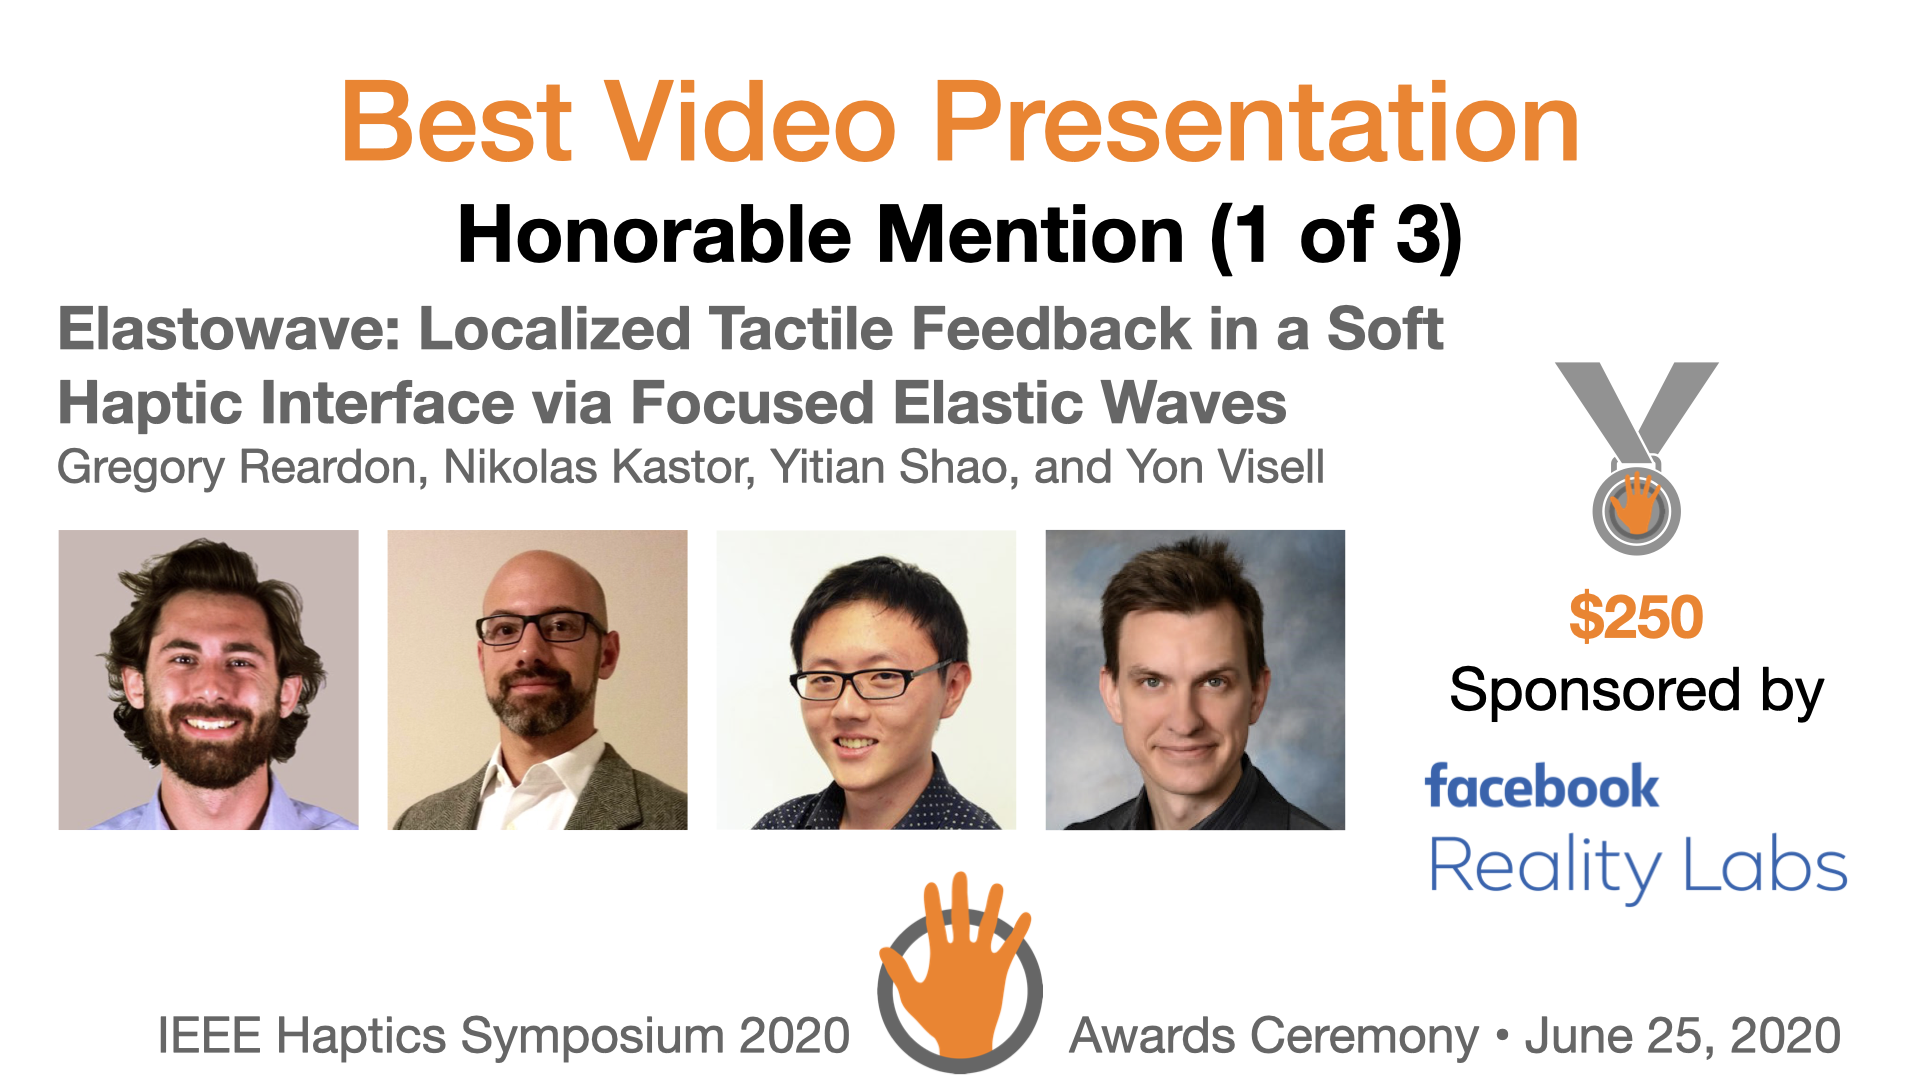 Best Video Presentation
Honorable Mention (1 of 3)
Elastowave: Localized Tactile Feedback in a Soft
Haptic Interface via Focused Elastic Waves
Gregory Reardon, Nikolas Kastor, Yitian Shao, and Yon Visell
$250
Sponsored by
facebook
Reality Labs
IEEE Haptics Symposium 2020
Awards Ceremony • June 25, 2020